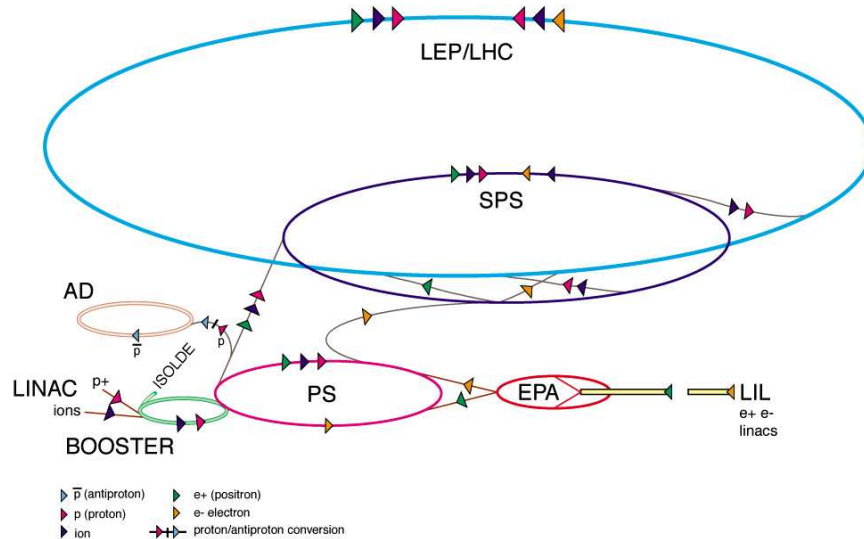 LEP/LHC
SPS
AD
p
p̅
ISOLDE
LINAC
p+
ions
BOOSTER
PS
EPA
LIL
e+ e-
linacs
p̅ (antiproton)
p (proton)
ion
e+ (positron)
e- electron
proton/antiproton conversion